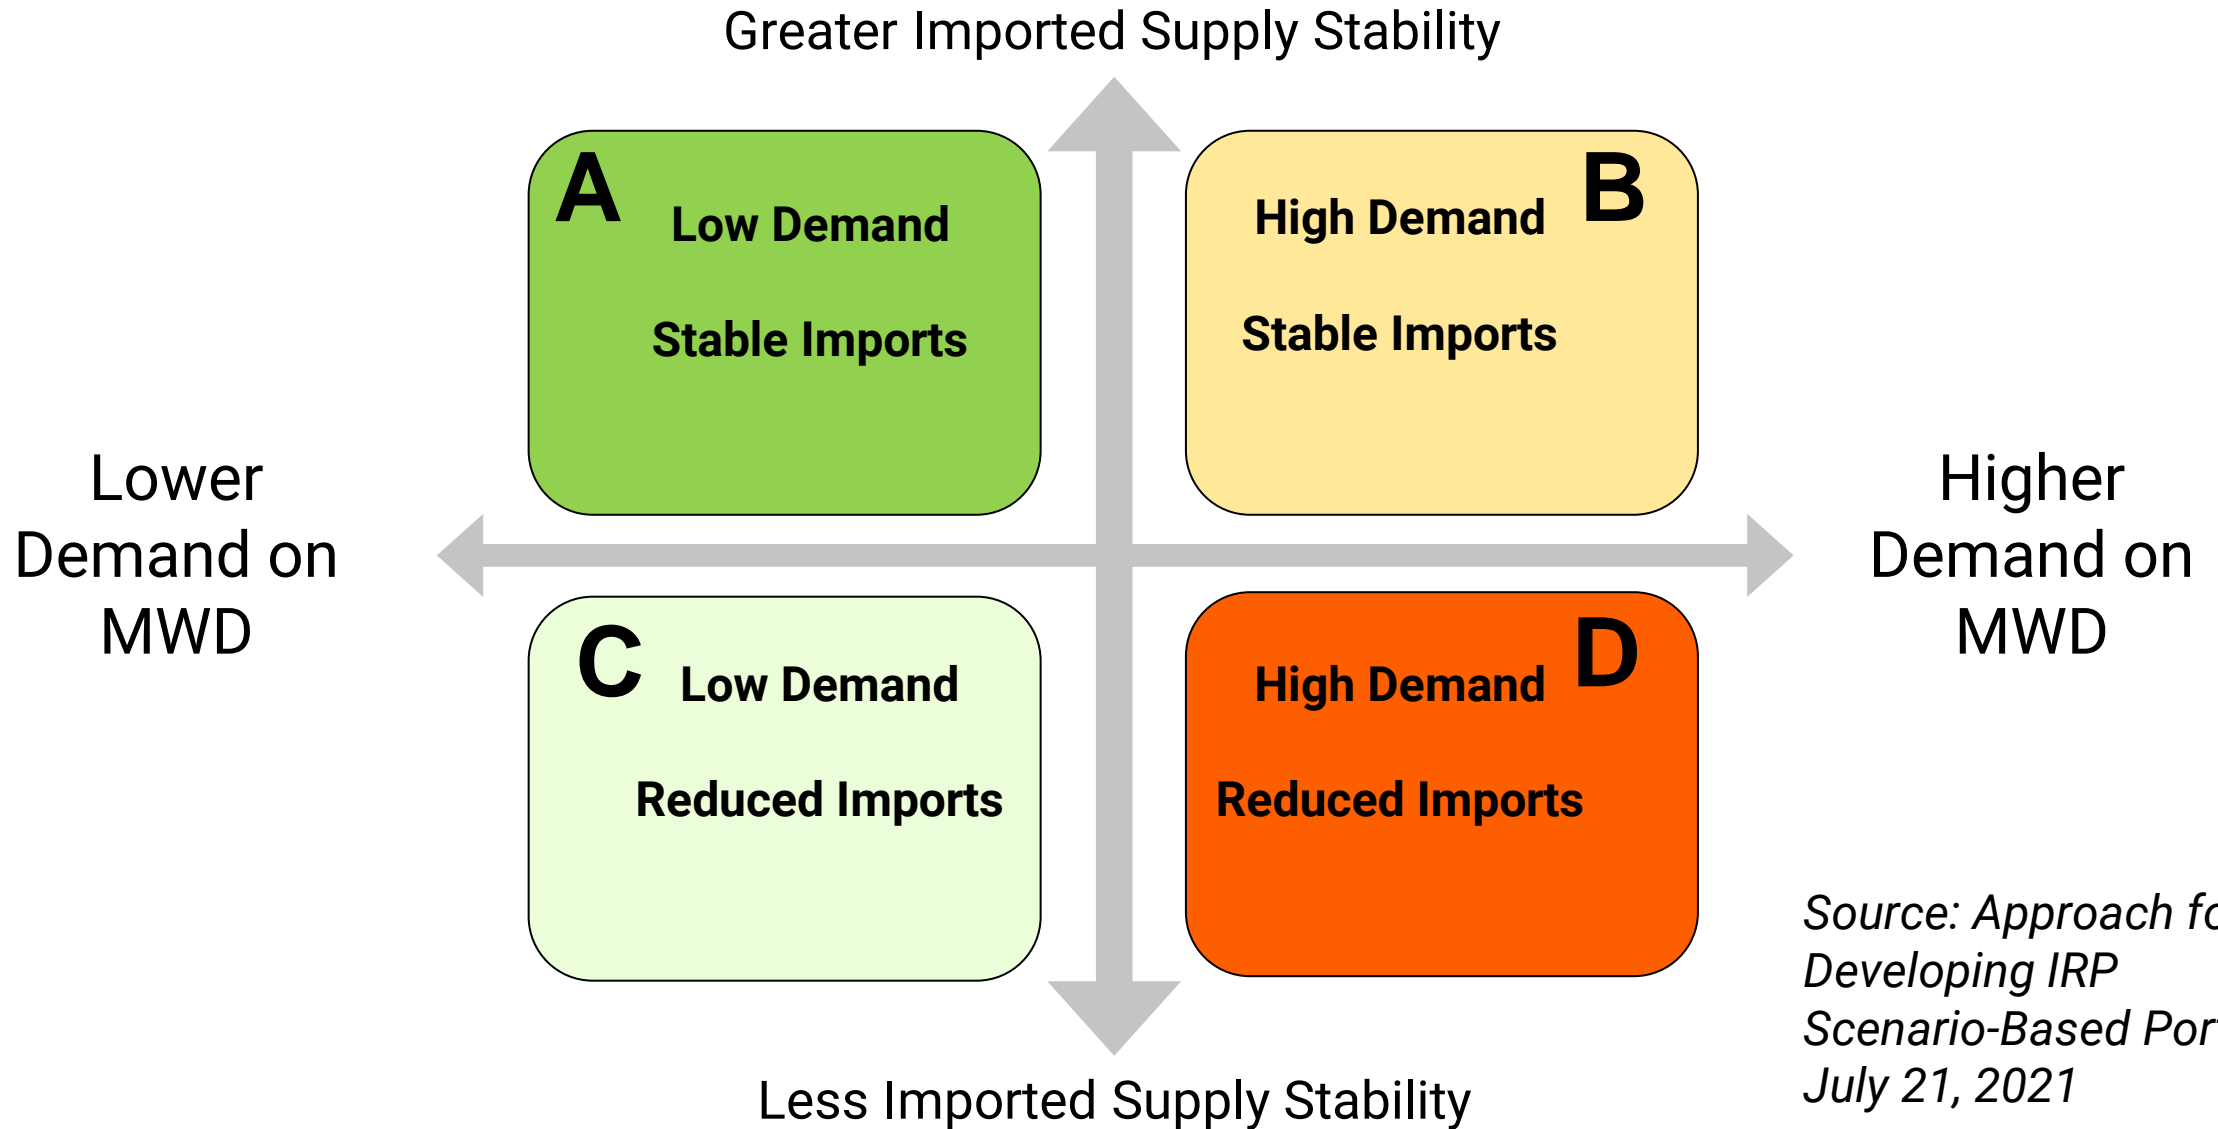 Greater Imported Supply Stability
A
Low Demand
Stable Imports
B
High Demand
Stable Imports
Lower
Demand on
MWD
Higher
Demand on
MWD
C
Low Demand
Reduced Imports
D
High Demand
Reduced Imports
Source: Approach
Developing IRP
Scenario-Based
July 21, 2021
Less Imported Supply Stability